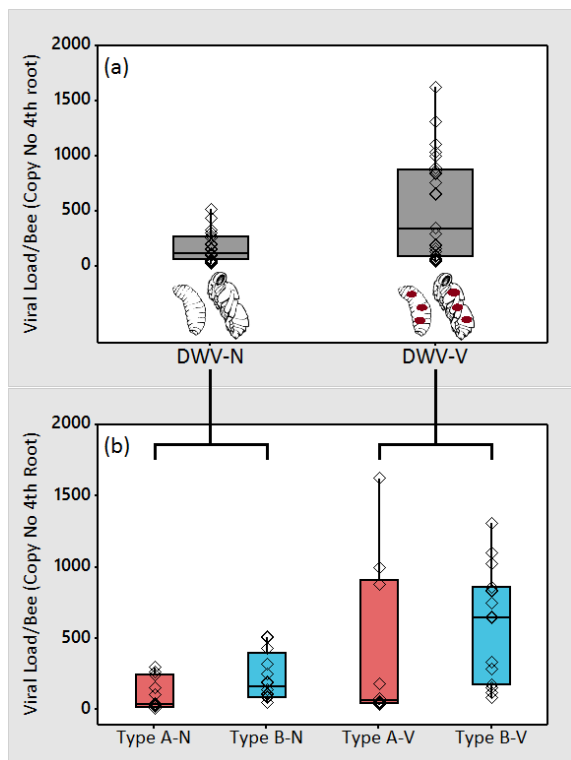 (a)
Viral Load/Bee (Copy No 4th root)
2000
1500
1000
500
0
DWV-N DWV-V
(b)
Viral Load/Bee (Copy No 4th Root)
2000
1500
1000
500
0
Type A-N Type B-N Type A-V Type B-V